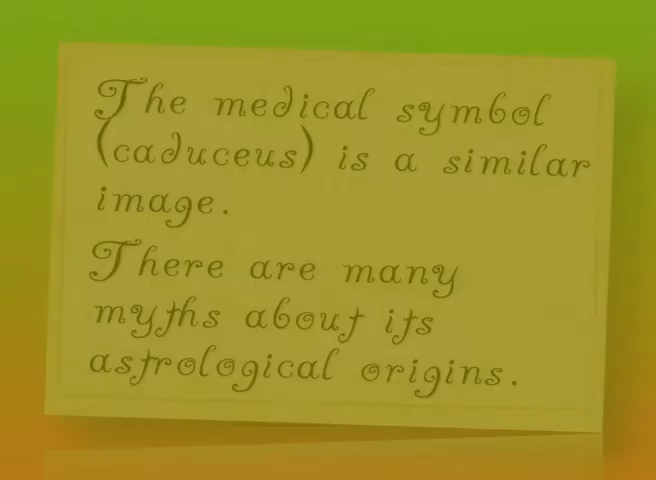 The medical symbol
(caduceus) is a similar
image.
There are many
myths about its
astrological origins.